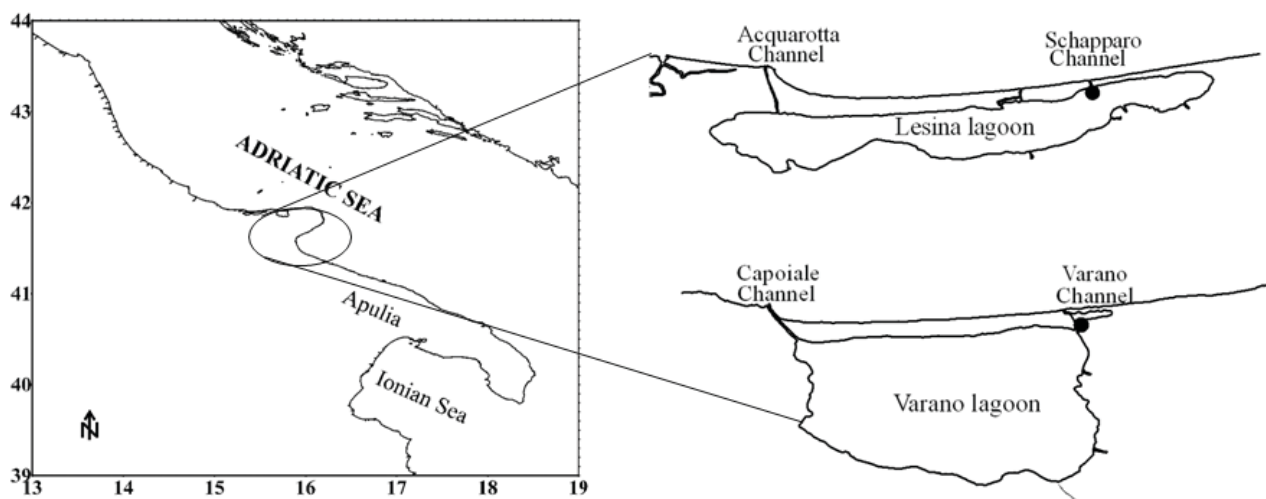 44
43
42
41
40
39
13
14
15
16
17
18
19
ADRIATIC SEA
Apulia
Ionian Sea
N
Acquarotta
Channel
Schapparo
Channel
Lesina lagoon
Capoiale
Channel
Varano
Channel
Varano lagoon